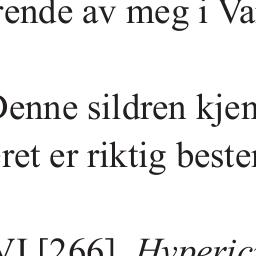 rende av meg i Va
Denne sildren kjen
ret er riktig bester
VI [266]. Hyperic